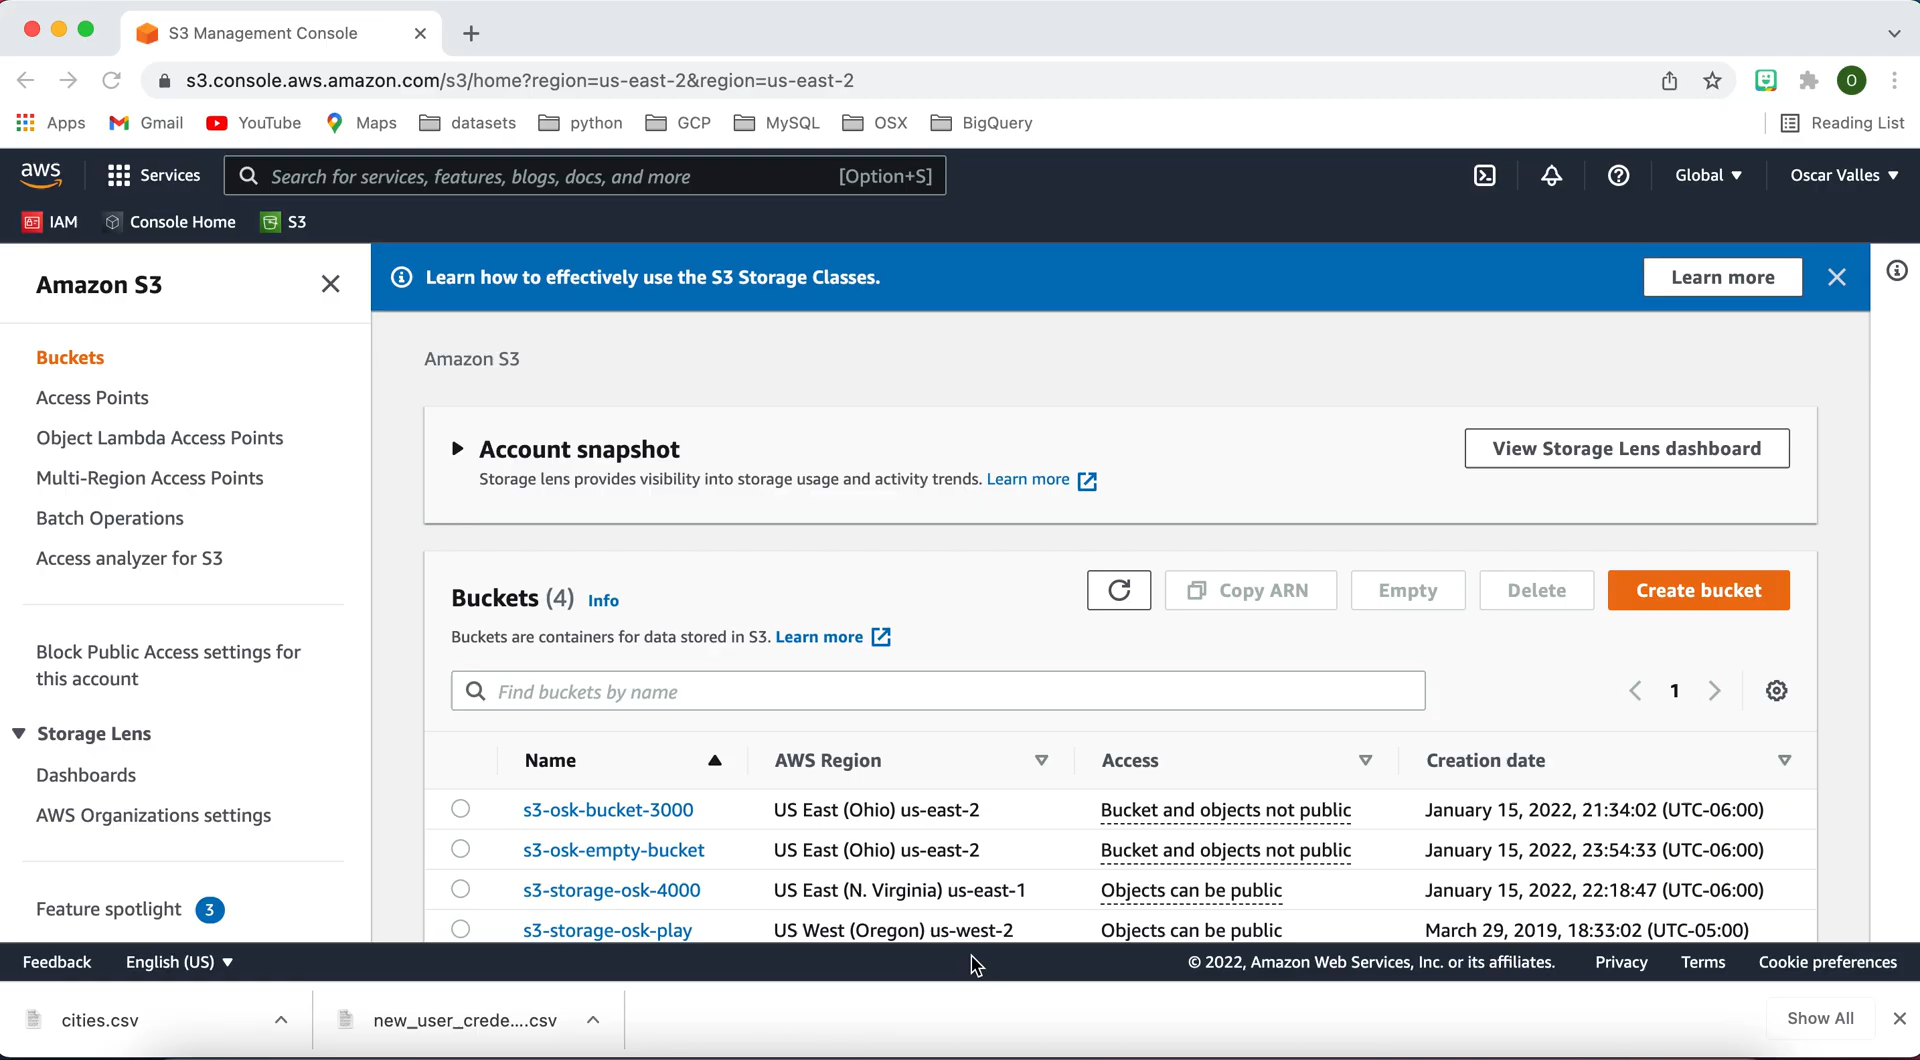 S3 Management Console
s3.console.aws.amazon.com/s3/home?region=us-east-2&region=us-east-2
O
Apps Gmail YouTube Maps datasets python GCP MySQL OSX BigQuery Reading List
aws Services Search for services, features, blogs, docs, and more [Option+S] Global Oscar Valles
IAM Console Home S3
Amazon S3
Learn how to effectively use the S3 Storage Classes. Learn more
Buckets
Access Points
Object Lambda Access Points
Multi-Region Access Points
Batch Operations
Access analyzer for S3
Block Public Access settings for
this account
Storage Lens
Dashboards
AWS Organizations settings
Feature spotlight 3
Amazon S3
Account snapshot
Storage lens provides visibility into storage usage and activity trends. Learn more
View Storage Lens dashboard
Buckets (4) Info
Copy ARN Empty Delete Create bucket
Buckets are containers for data stored in S3. Learn more
Find buckets by name
1
Name AWS Region Access Creation date
s3-osk-bucket-3000 US East (Ohio) us-east-2 Bucket and objects not public January 15, 2022, 21:34:02 (UTC-06:00)
s3-osk-empty-bucket US East (Ohio) us-east-2 Bucket and objects not public January 15, 2022, 23:54:33 (UTC-06:00)
s3-storage-osk-4000 US East (N. Virginia) us-east-1 Objects can be public January 15, 2022, 22:18:47 (UTC-06:00)
s3-storage-osk-play US West (Oregon) us-west-2 Objects can be public March 29, 2019, 18:33:02 (UTC-05:00)
Feedback English (US) © 2022, Amazon Web Services, Inc. or its affiliates. Privacy Terms Cookie preferences
cities.csv new_user_crede....csv Show All